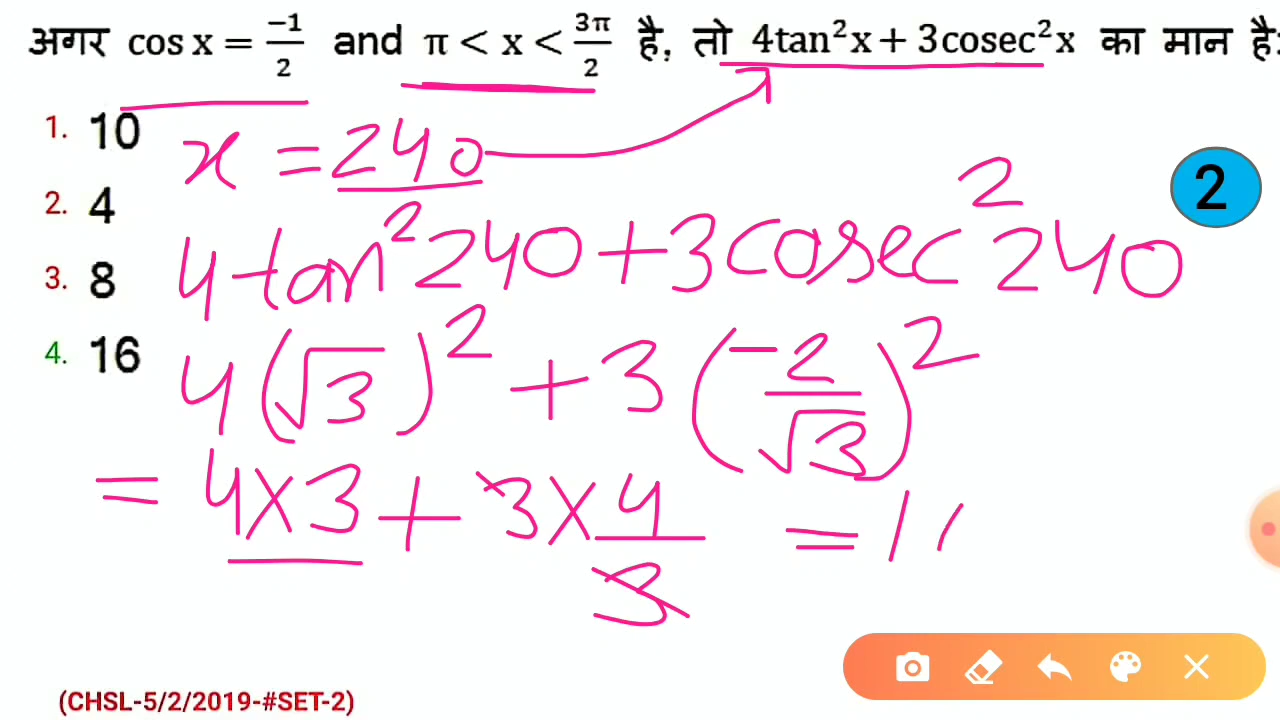 अगर cos x = −1/2 and π < x < 3π/2 है, तो 4tan²x + 3cosec²x का मान है:
1. 10
x = 240
2. 4
2
4tan²240 + 3cosec²240
3. 8
4. 16
4(√3)² + 3(−2/√3)²
= 4×3 + 3×4/3 = 1
(CHSL-5/2/2019-#SET-2)